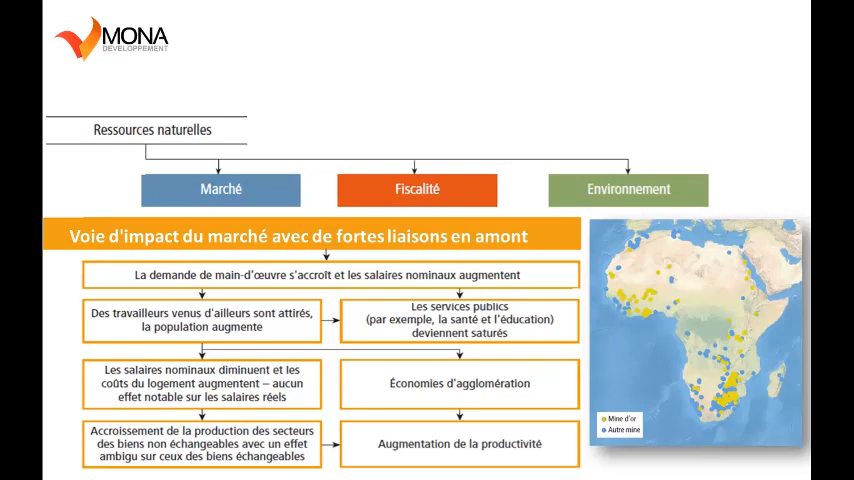 MONA
DEVELOPPEMENT
Ressources naturelles
Marché
Fiscalité
Environnement
Voie d'impact du marché avec de fortes liaisons en amont
La demande de main-d'œuvre s'accroît et les salaires nominaux augmentent
Des travailleurs venus d'ailleurs sont attirés,
la population augmente
Les services publics
(par exemple, la santé et l'éducation)
deviennent saturés
Les salaires nominaux diminuent et les
coûts du logement augmentent – aucun
effet notable sur les salaires réels
Économies d'agglomération
Accroissement de la production des secteurs
des biens non échangeables avec un effet
ambigu sur ceux des biens échangeables
Augmentation de la productivité
Mine d'or
Autre mine